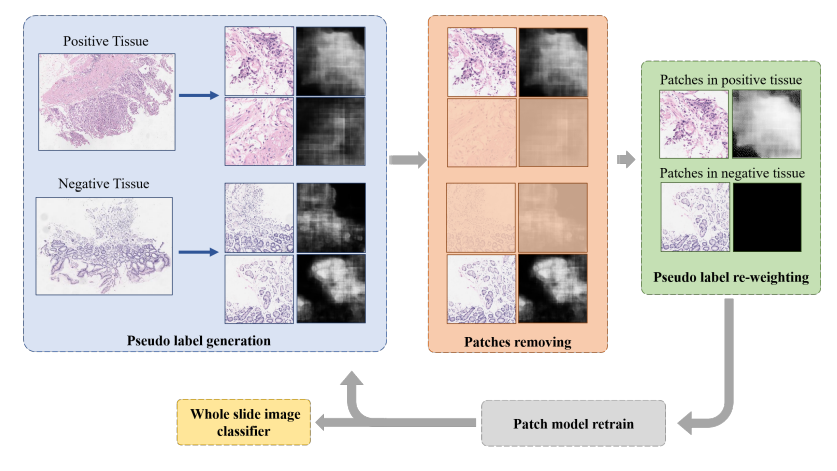 Positive Tissue
Negative Tissue
Pseudo label generation
Patches removing
Patches in positive tissue
Patches in negative tissue
Pseudo label re-weighting
Patch model retrain
Whole slide image
classifier